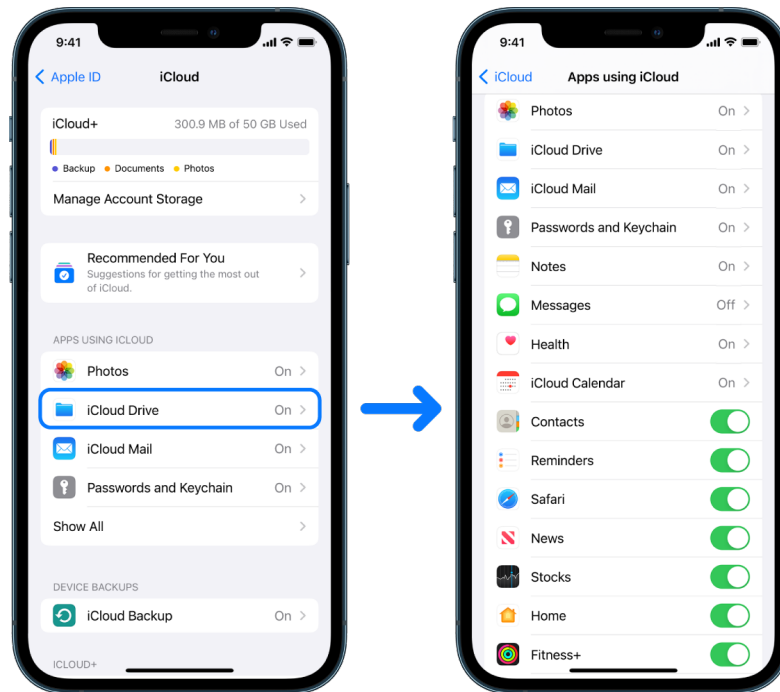 9:41
Apple ID
iCloud
iCloud+
300.9 MB of 50 GB Used
Backup
Documents
Photos
Manage Account Storage
Recommended For You
Suggestions for getting the most out
of iCloud.
APPS USING ICLOUD
Photos
On
iCloud Drive
On
iCloud Mail
On
Passwords and Keychain
On
Show All
DEVICE BACKUPS
iCloud Backup
On
ICLOUD+
9:41
iCloud
Apps using iCloud
Photos
On
iCloud Drive
On
iCloud Mail
On
Passwords and Keychain
On
Notes
On
Messages
Off
Health
On
iCloud Calendar
On
Contacts
Reminders
Safari
News
Stocks
Home
Fitness+